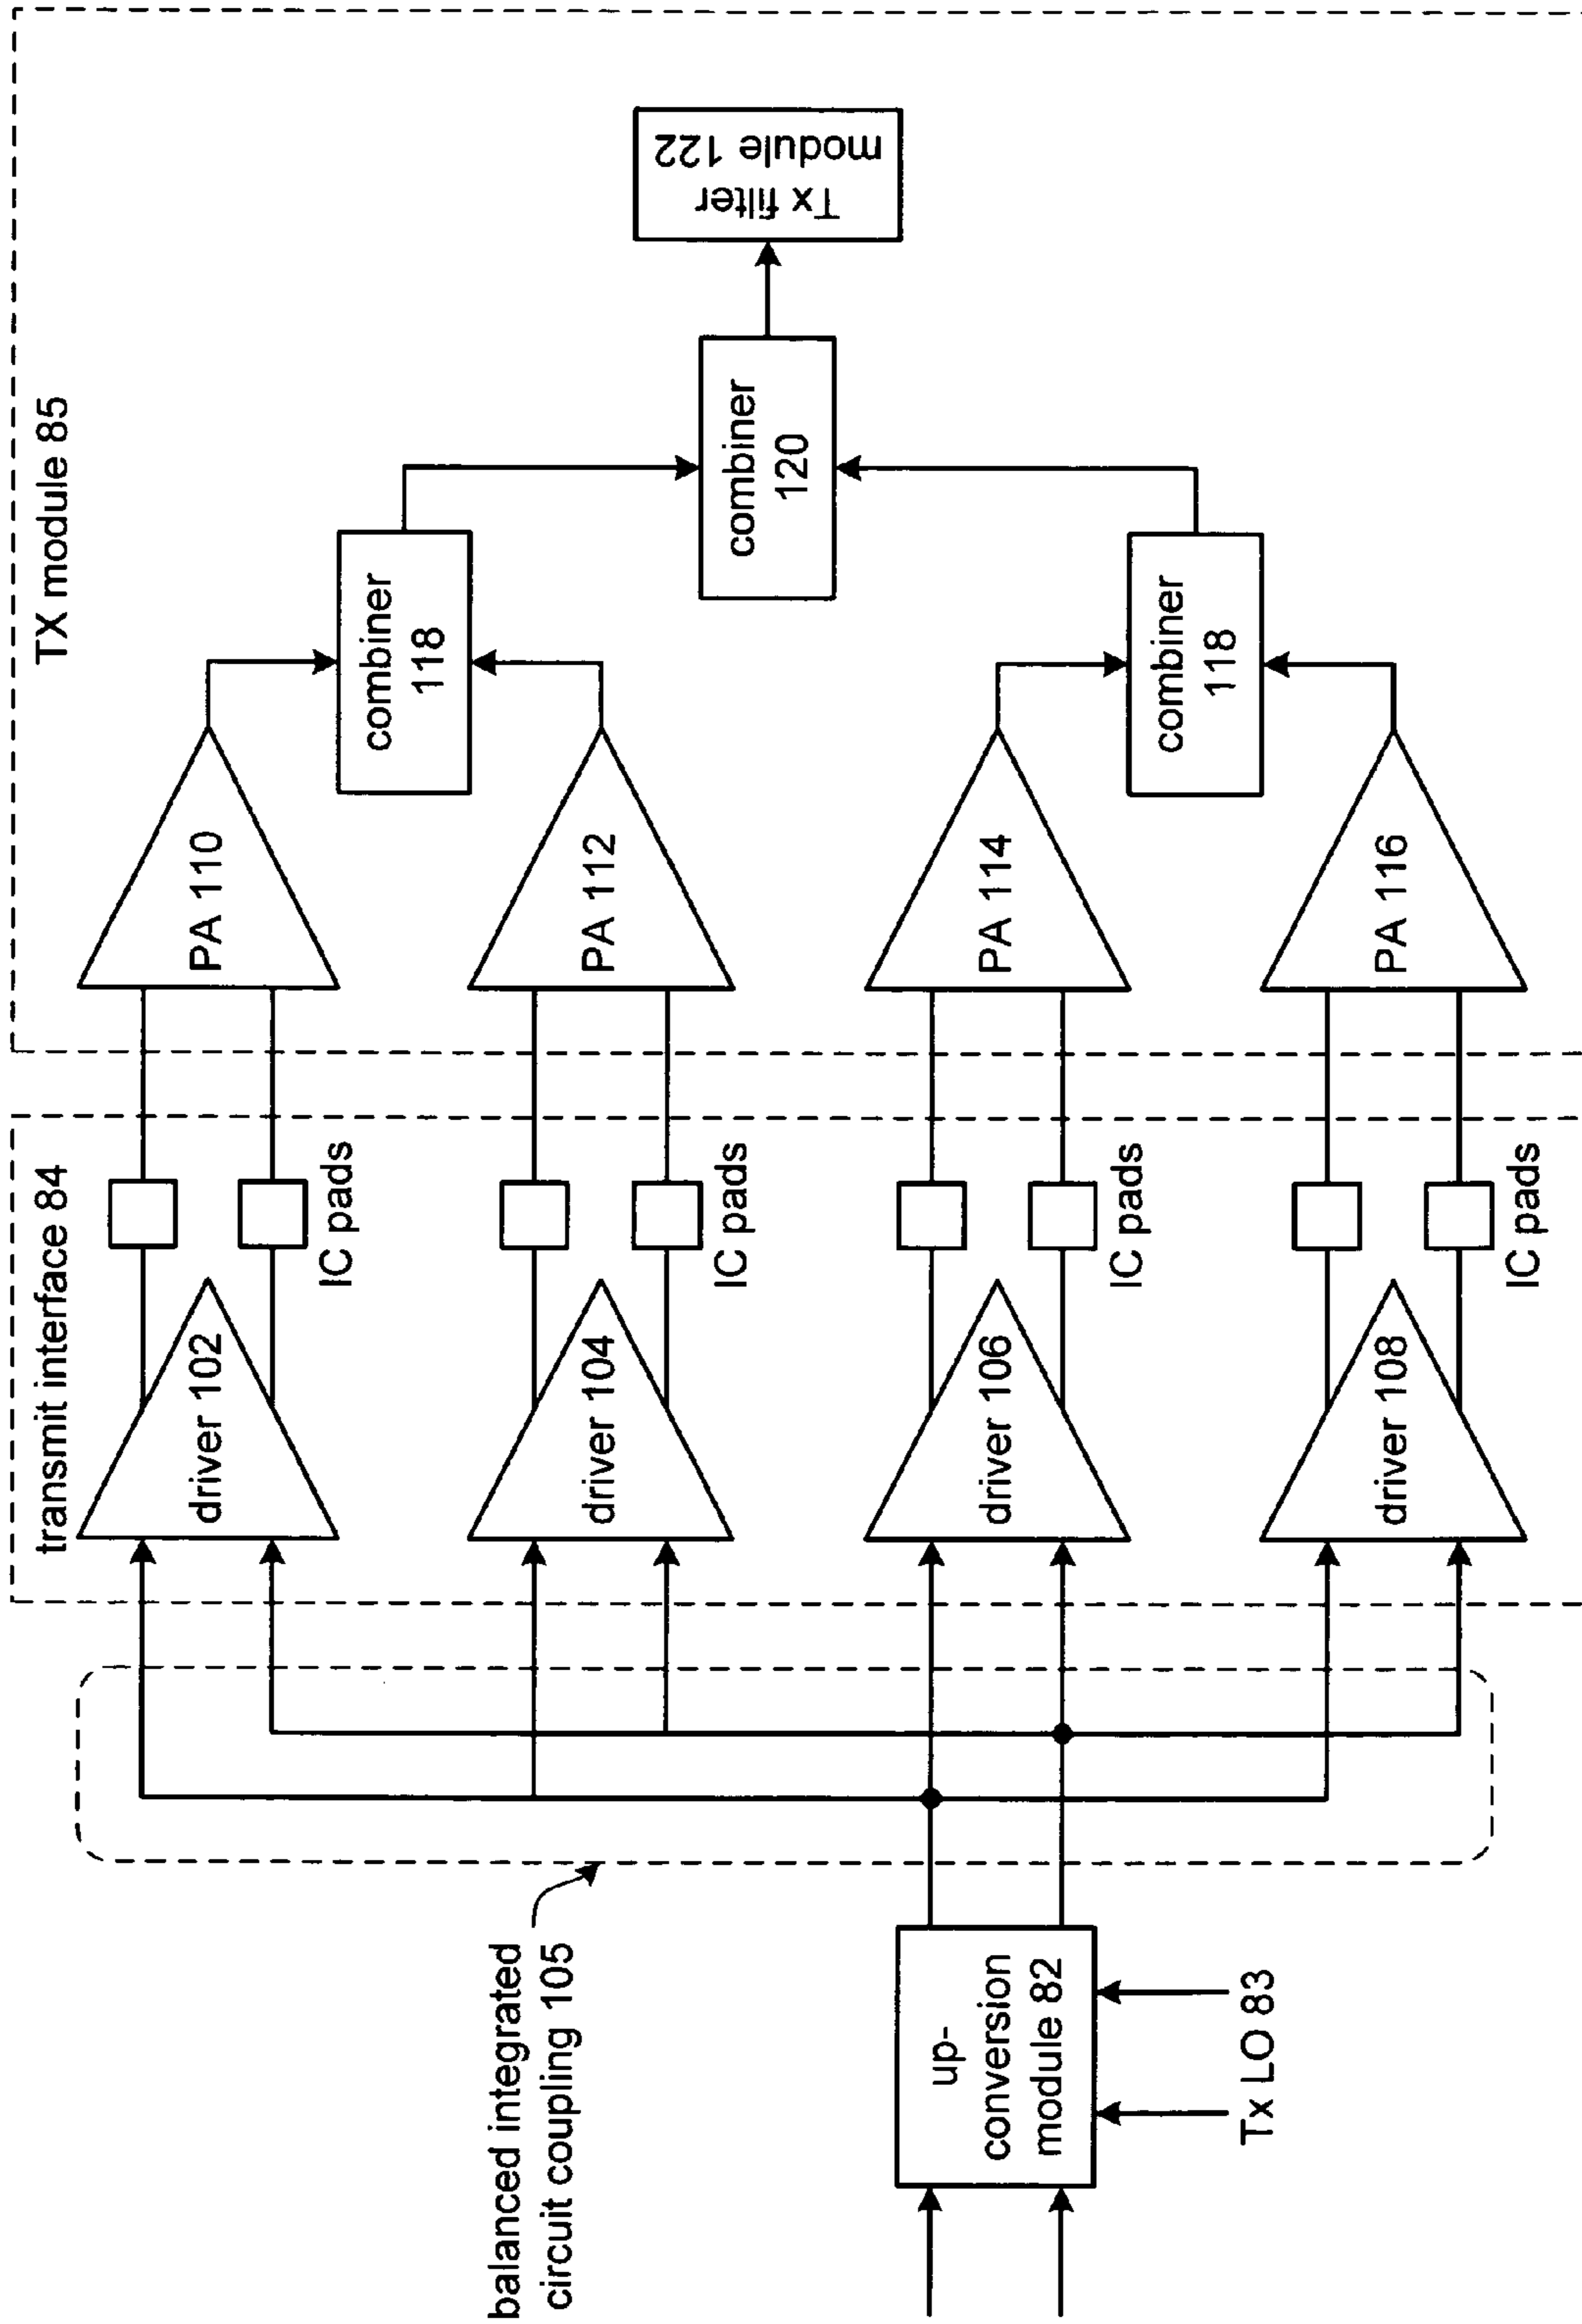 TX module 85
transmit interface 84
Tx filter
module 122
combiner
120
combiner
118
combiner
118
PA 110
PA 112
PA 114
PA 116
IC pads
IC pads
IC pads
IC pads
driver 102
driver 104
driver 106
driver 108
balanced integrated
circuit coupling 105
up-
conversion
module 82
Tx LO 83